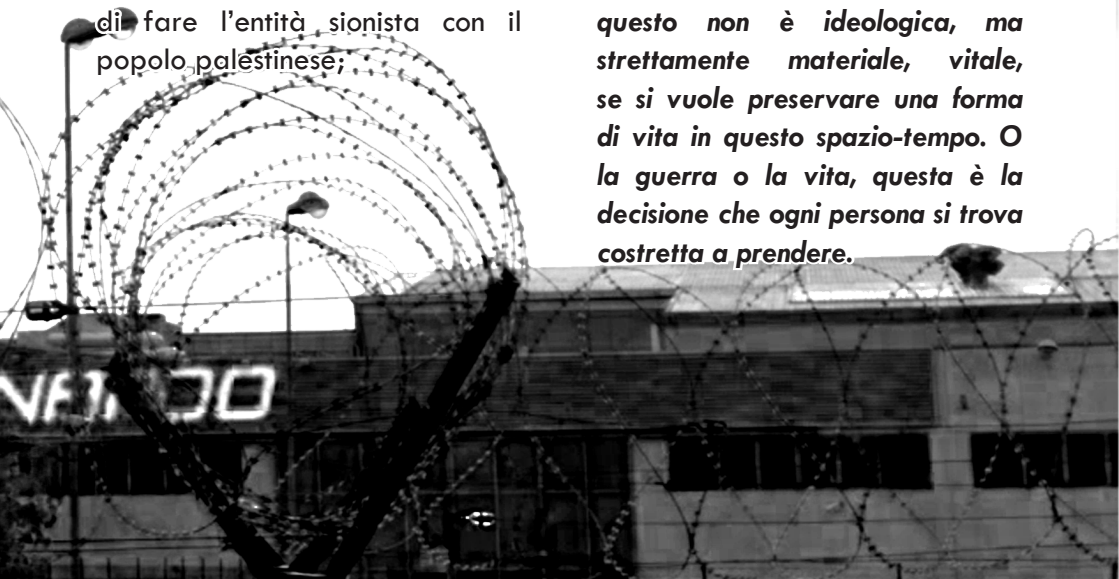 di fare l’entità sionista con il
popolo palestinese;
questo non è ideologica, ma
strettamente materiale, vitale,
se si vuole preservare una forma
di vita in questo spazio-tempo. O
la guerra o la vita, questa è la
decisione che ogni persona si trova
costretta a prendere.
NARDO